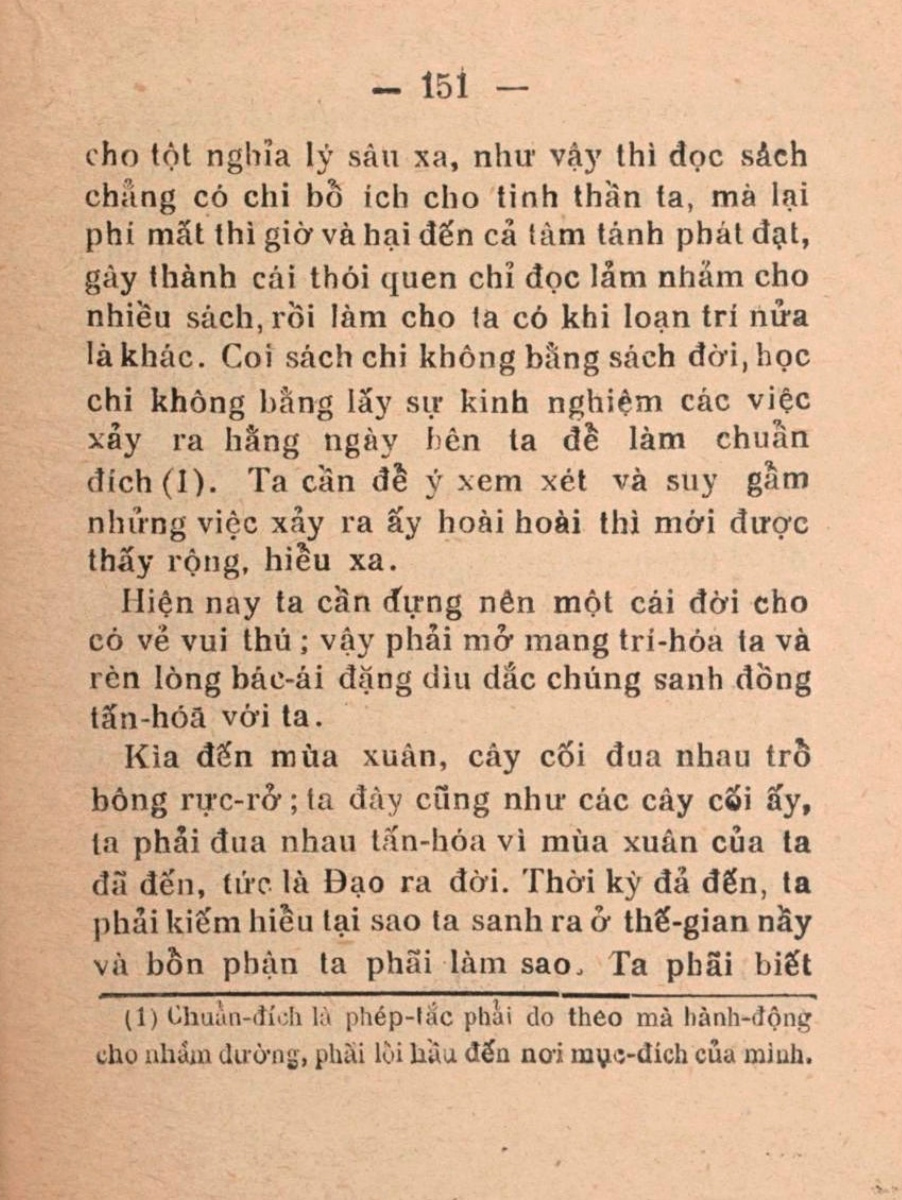 — 151 —
cho tột nghỉa lý sâu xa, như vậy thì đọc sách
chẳng có chi bổ ích cho tinh thần ta, mà lại
phí mất thì giờ và hại đến cả tâm tánh phát đạt,
gây thành cái thói quen chỉ đọc lẩm nhẩm cho
nhiều sách, rồi làm cho ta có khi loạn trí nửa
là khác. Coi sách chi không bằng sách đời, học
chi không bằng lấy sự kinh nghiệm các việc
xảy ra hằng ngày bên ta để làm chuẩn
đích (1). Ta cần để ý xem xét và suy gẫm
nhửng việc xảy ra ấy hoài hoài thì mới được
thấy rộng, hiểu xa.
Hiện nay ta cần dựng nên một cái đời cho
có vẻ vui thú ; vậy phải mở mang trí-hóa ta và
rèn lòng bác-ái đặng dìu dắc chúng sanh đồng
tấn-hóa với ta.
Kìa đến mùa xuân, cây cối đua nhau trổ
bông rực-rở ; ta đây cũng như các cây cối ấy,
ta phải đua nhau tấn-hóa vì mùa xuân của ta
đã đến, tức là Đạo ra đời. Thời kỳ đả đến, ta
phải kiếm hiểu tại sao ta sanh ra ở thế-gian nầy
và bổn phận ta phãi làm sao. Ta phãi biết
(1) Chuẩn-đích là phép-tắc phải do theo mà hành-động
cho nhầm đường, phải lối hầu đến nơi mục-đích của mình.